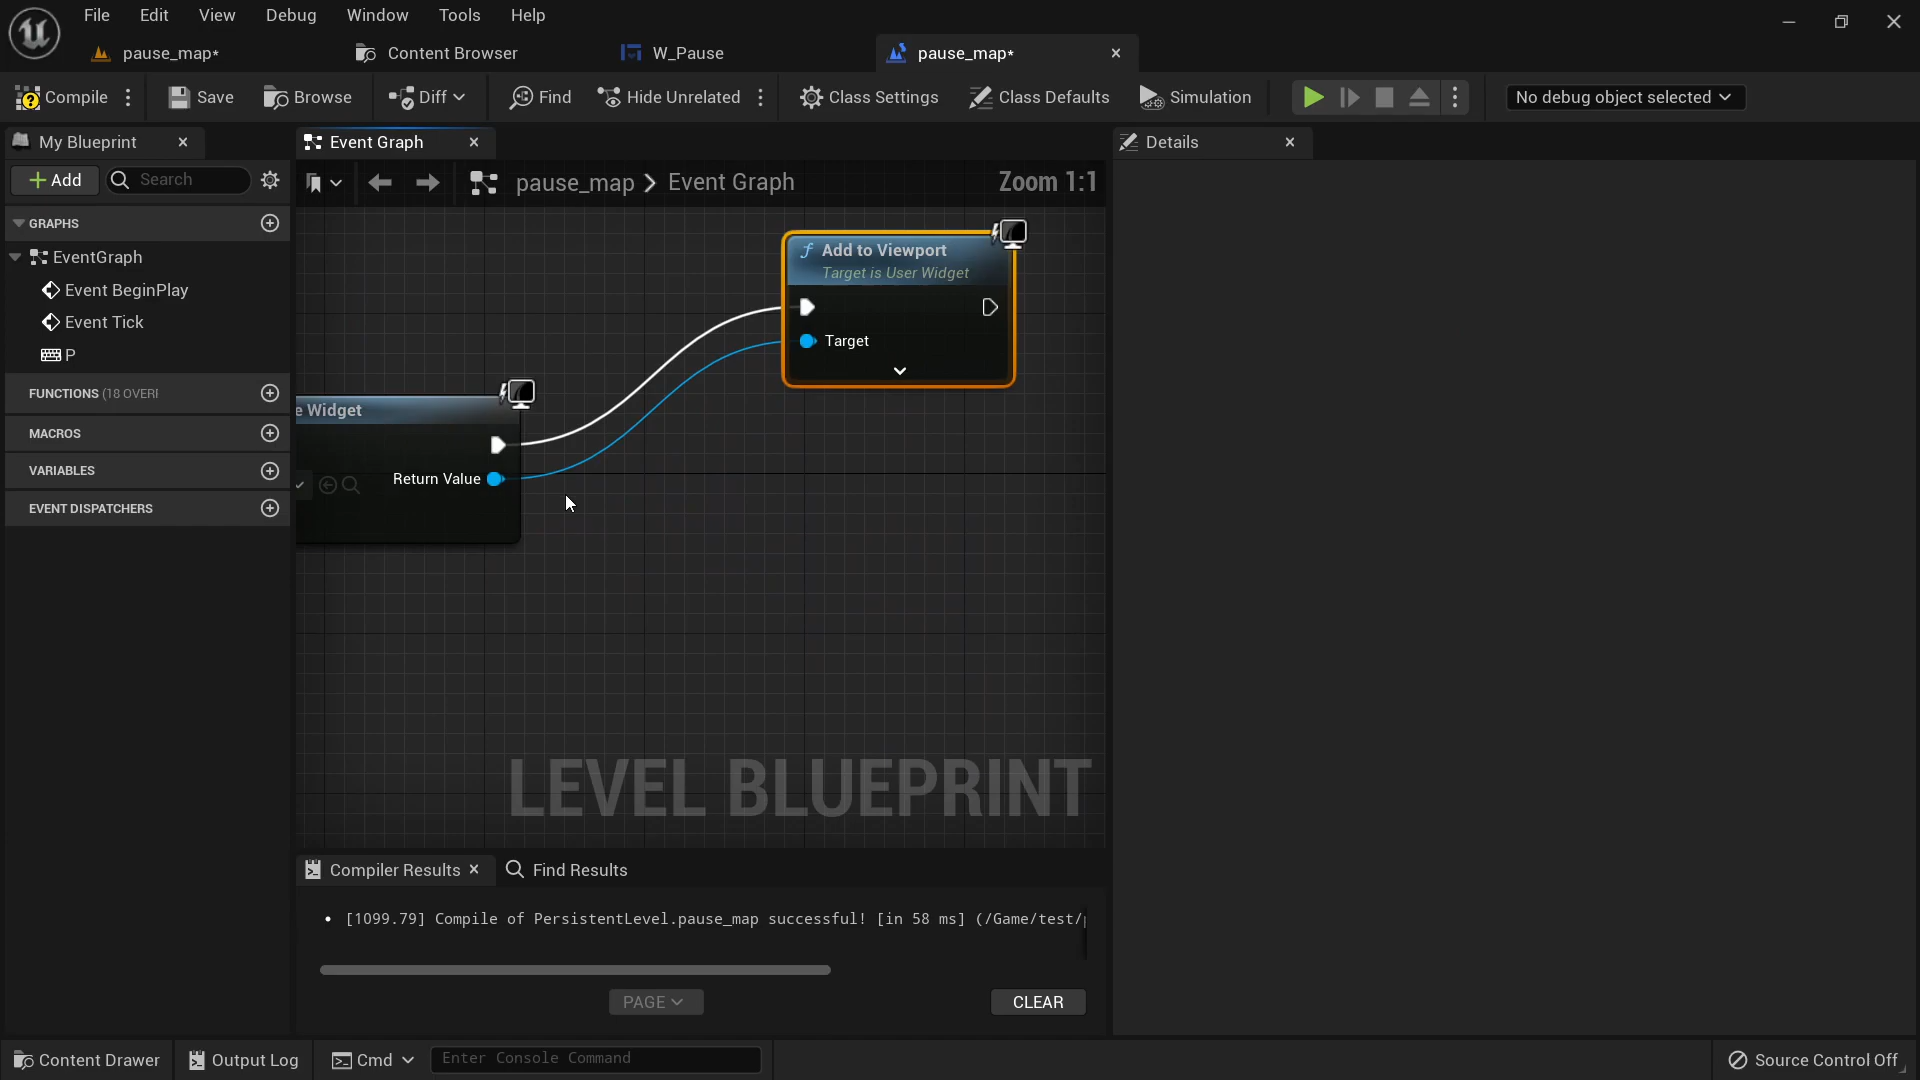 File Edit View Debug Window Tools Help
pause_map* Content Browser W_Pause pause_map*
Compile Save Browse Diff Find Hide Unrelated Class Settings Class Defaults Simulation No debug object selected
My Blueprint
Event Graph
Details
Add Search
pause_map > Event Graph Zoom 1:1
GRAPHS
EventGraph
Event BeginPlay
Event Tick
P
FUNCTIONS (18 OVERI
MACROS
VARIABLES
EVENT DISPATCHERS
f Add to Viewport
Target is User Widget
Target
e Widget
Return Value
LEVEL BLUEPRINT
Compiler Results Find Results
• [1099.79] Compile of PersistentLevel.pause_map successful! [in 58 ms] (/Game/test/
PAGE CLEAR
Content Drawer Output Log Cmd Enter Console Command Source Control Off